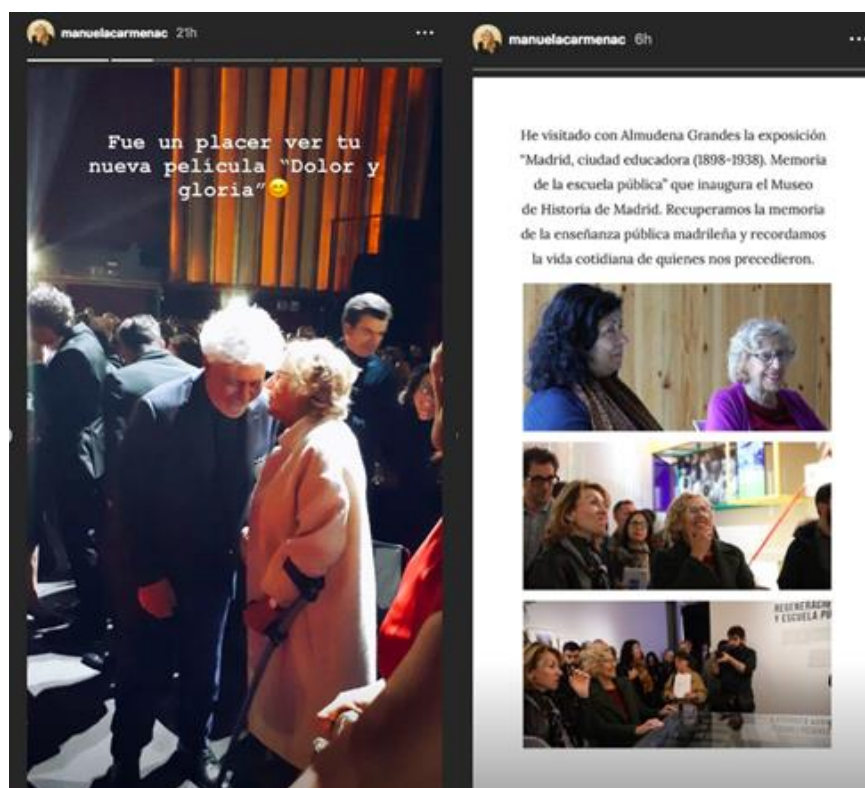 manuelacarmenac 21h
Fue un placer ver tu
nueva película "Dolor y
gloria"😊
manuelacarmenac 6h
He visitado con Almudena Grandes la exposición
"Madrid, ciudad educadora (1898-1938). Memoria
de la escuela pública" que inaugura el Museo
de Historia de Madrid. Recuperamos la memoria
de la enseñanza pública madrileña y recordamos
la vida cotidiana de quienes nos precedieron.
REGENERACI
Y ESCUELA PÚ